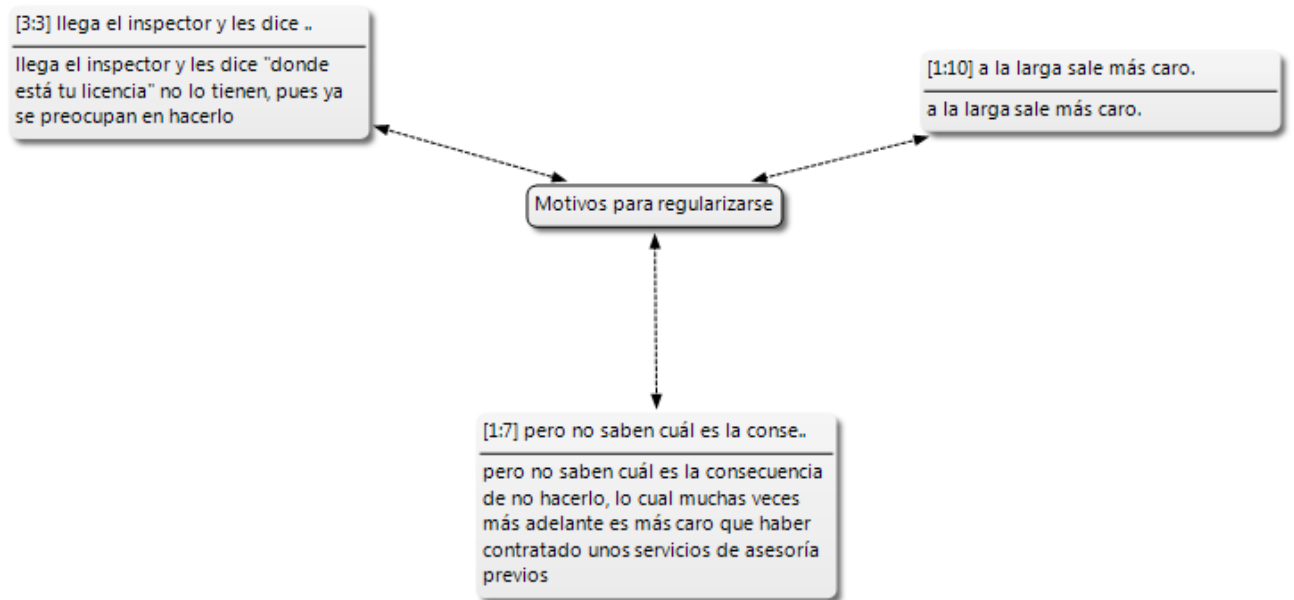 [3:3] llega el inspector y les dice ..
llega el inspector y les dice "donde
está tu licencia" no lo tienen, pues ya
se preocupan en hacerlo
[1:10] a la larga sale más caro.
a la larga sale más caro.
Motivos para regularizarse
[1:7] pero no saben cuál es la conse..
pero no saben cuál es la consecuencia
de no hacerlo, lo cual muchas veces
más adelante es más caro que haber
contratado unos servicios de asesoría
previos